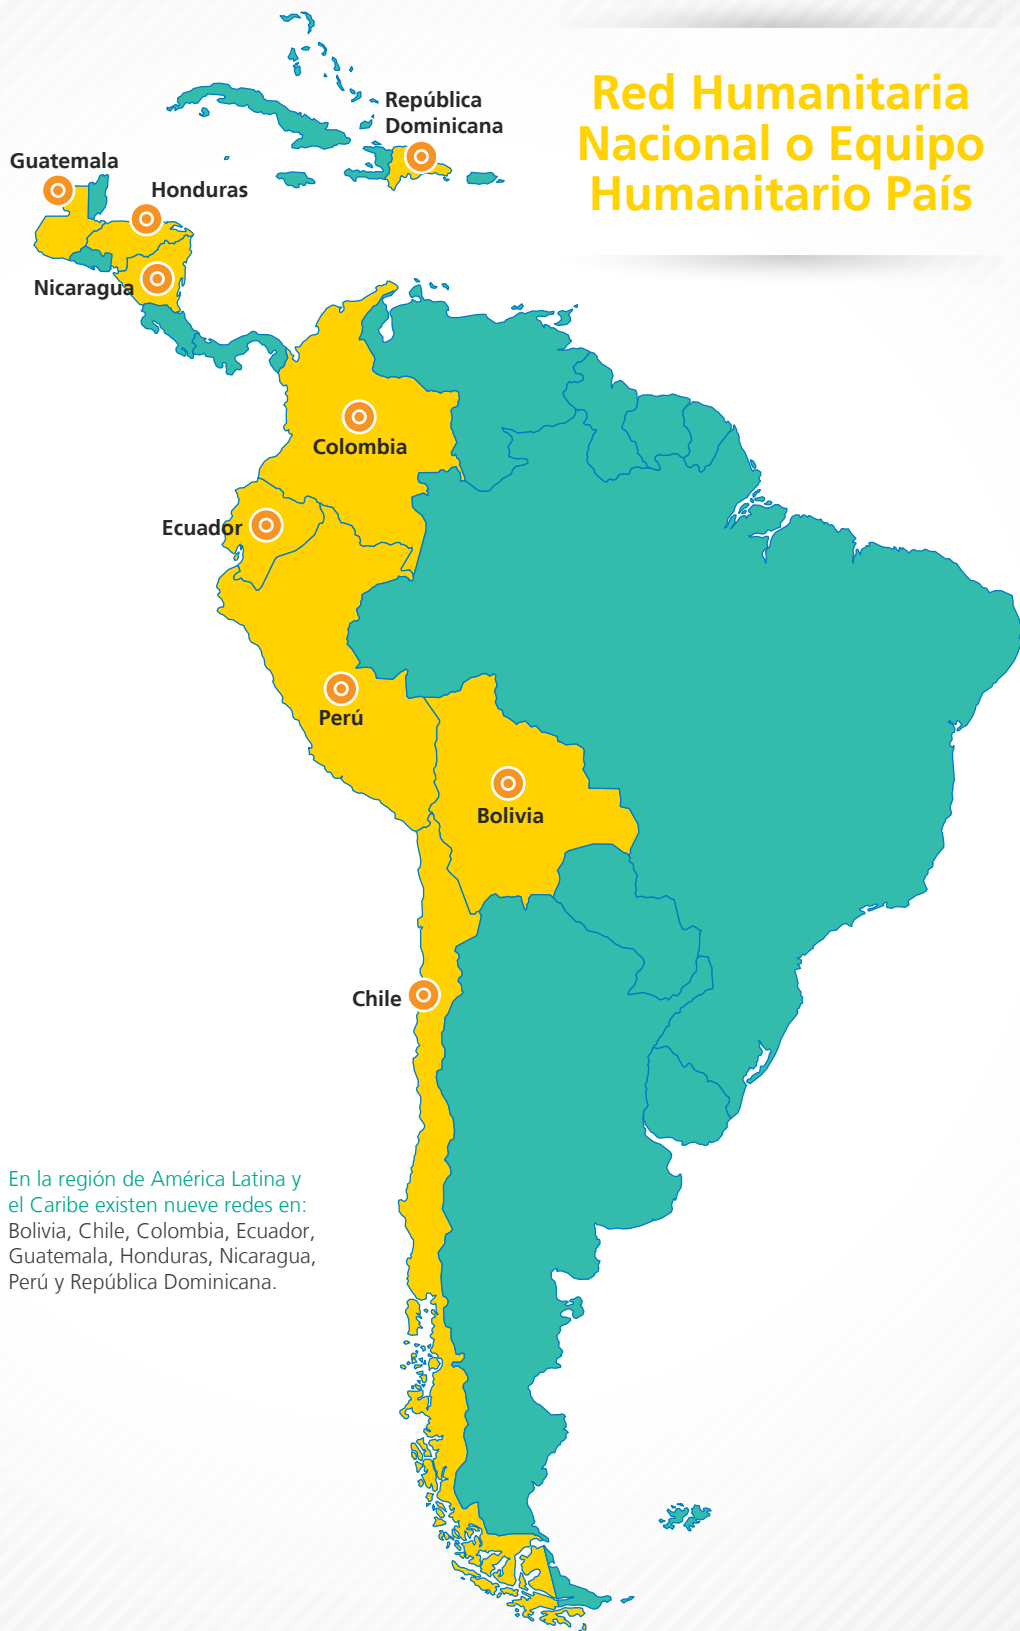 Red Humanitaria
Nacional o Equipo
Humanitario País
República
Dominicana
Guatemala
Honduras
Nicaragua
Colombia
Ecuador
Perú
Bolivia
Chile
En la región de América Latina y
el Caribe existen nueve redes en:
Bolivia, Chile, Colombia, Ecuador,
Guatemala, Honduras, Nicaragua,
Perú y República Dominicana.